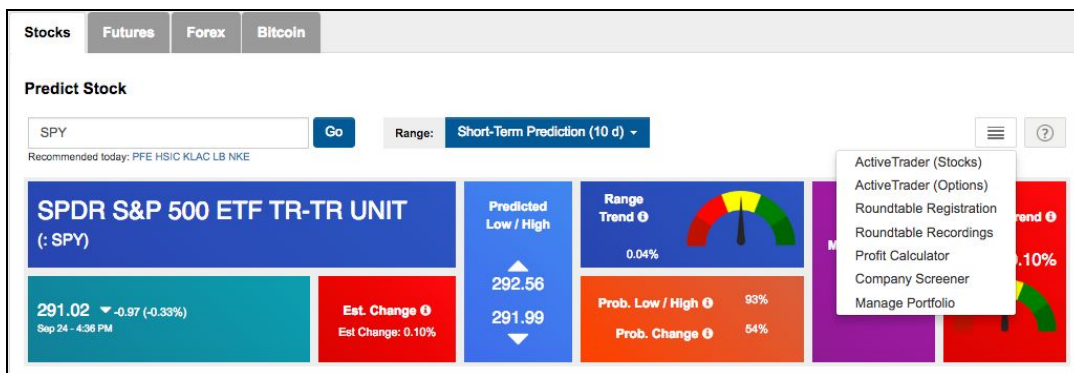 Stocks
Futures
Forex
Bitcoin
Predict Stock
SPY
Go
Range:
Short-Term Prediction (10 d)
?
Recommended today: PFE HSIC KLAC LB NKE
ActiveTrader (Stocks)
ActiveTrader (Options)
Roundtable Registration
Roundtable Recordings
Profit Calculator
Company Screener
Manage Portfolio
SPDR S&P 500 ETF TR-TR UNIT
(: SPY)
Predicted
Low / High
292.56
291.99
Range
Trend
0.04%
291.02 -0.97 (-0.33%)
Sep 24 - 4:36 PM
Est. Change
Est Change: 0.10%
Prob. Low / High 93%
Prob. Change 54%
.10%